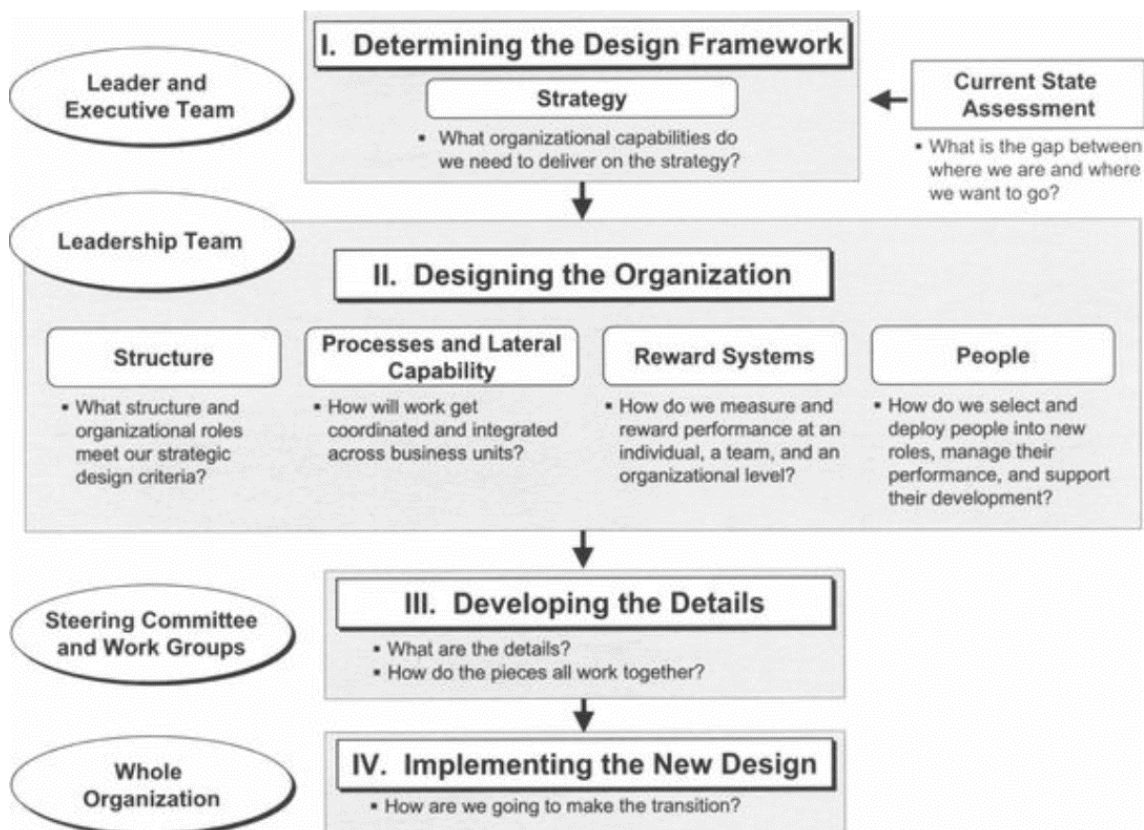 I. Determining the Design Framework
Leader and
Executive Team
Strategy
▪ What organizational capabilities do
we need to deliver on the strategy?
Current State
Assessment
▪ What is the gap between
where we are and where
we want to go?
Leadership Team
II. Designing the Organization
Structure
▪ What structure and
organizational roles
meet our strategic
design criteria?
Processes and Lateral
Capability
▪ How will work get
coordinated and integrated
across business units?
Reward Systems
▪ How do we measure and
reward performance at an
individual, a team, and an
organizational level?
People
▪ How do we select and
deploy people into new
roles, manage their
performance, and support
their development?
Steering Committee
and Work Groups
III. Developing the Details
▪ What are the details?
▪ How do the pieces all work together?
Whole
Organization
IV. Implementing the New Design
▪ How are we going to make the transition?